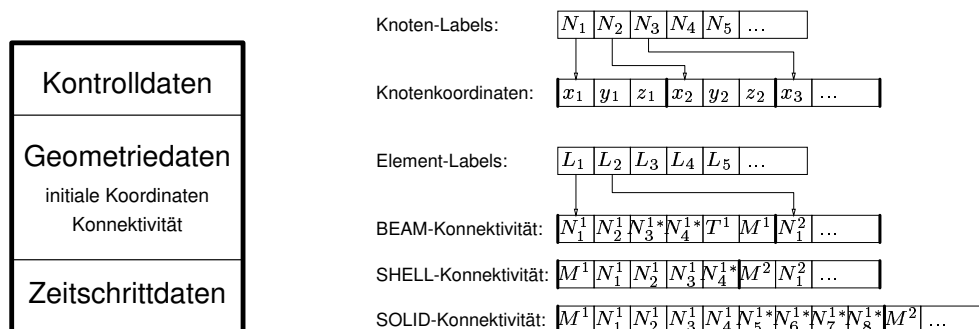 Kontrolldaten
Geometriedaten
initiale Koordinaten
Konnektivität
Zeitschrittdaten
Knoten-Labels: N₁ N₂ N₃ N₄ N₅ ...
Knotenkoordinaten: x₁ y₁ z₁ x₂ y₂ z₂ x₃ ...
Element-Labels: L₁ L₂ L₃ L₄ L₅ ...
BEAM-Konnektivität: N₁¹ N₂¹ N₃¹* N₄¹* T¹ M¹ N₁² ...
SHELL-Konnektivität: M¹ N₁¹ N₂¹ N₃¹ N₄¹* M² N₁² ...
SOLID-Konnektivität: M¹ N₁¹ N₂¹ N₃¹ N₄¹ N₅¹* N₆¹* N₇¹* N₈¹* M² ...